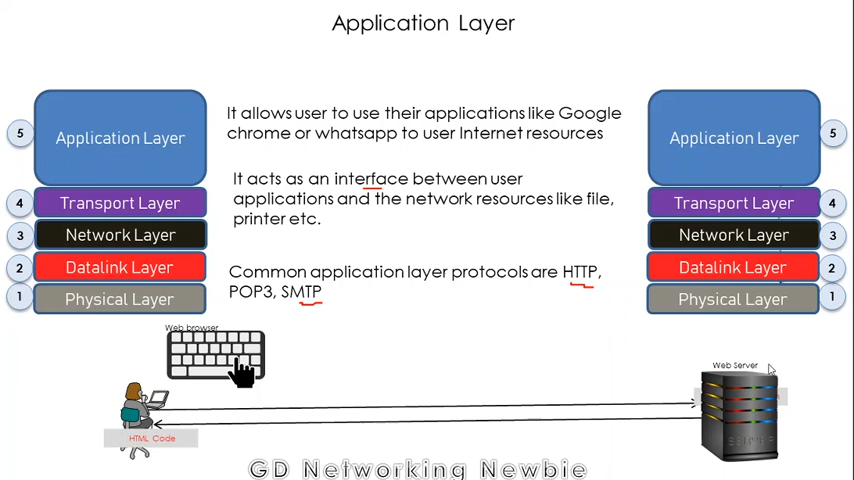 Application Layer
5
Application Layer
4
Transport Layer
3
Network Layer
2
Datalink Layer
1
Physical Layer
It allows user to use their applications like Google
chrome or whatsapp to user Internet resources
It acts as an interface between user
applications and the network resources like file,
printer etc.
Common application layer protocols are HTTP,
POP3, SMTP
Application Layer
5
Transport Layer
4
Network Layer
3
Datalink Layer
2
Physical Layer
1
Web browser
Web Server
HTML Code
GD Networking Newbie